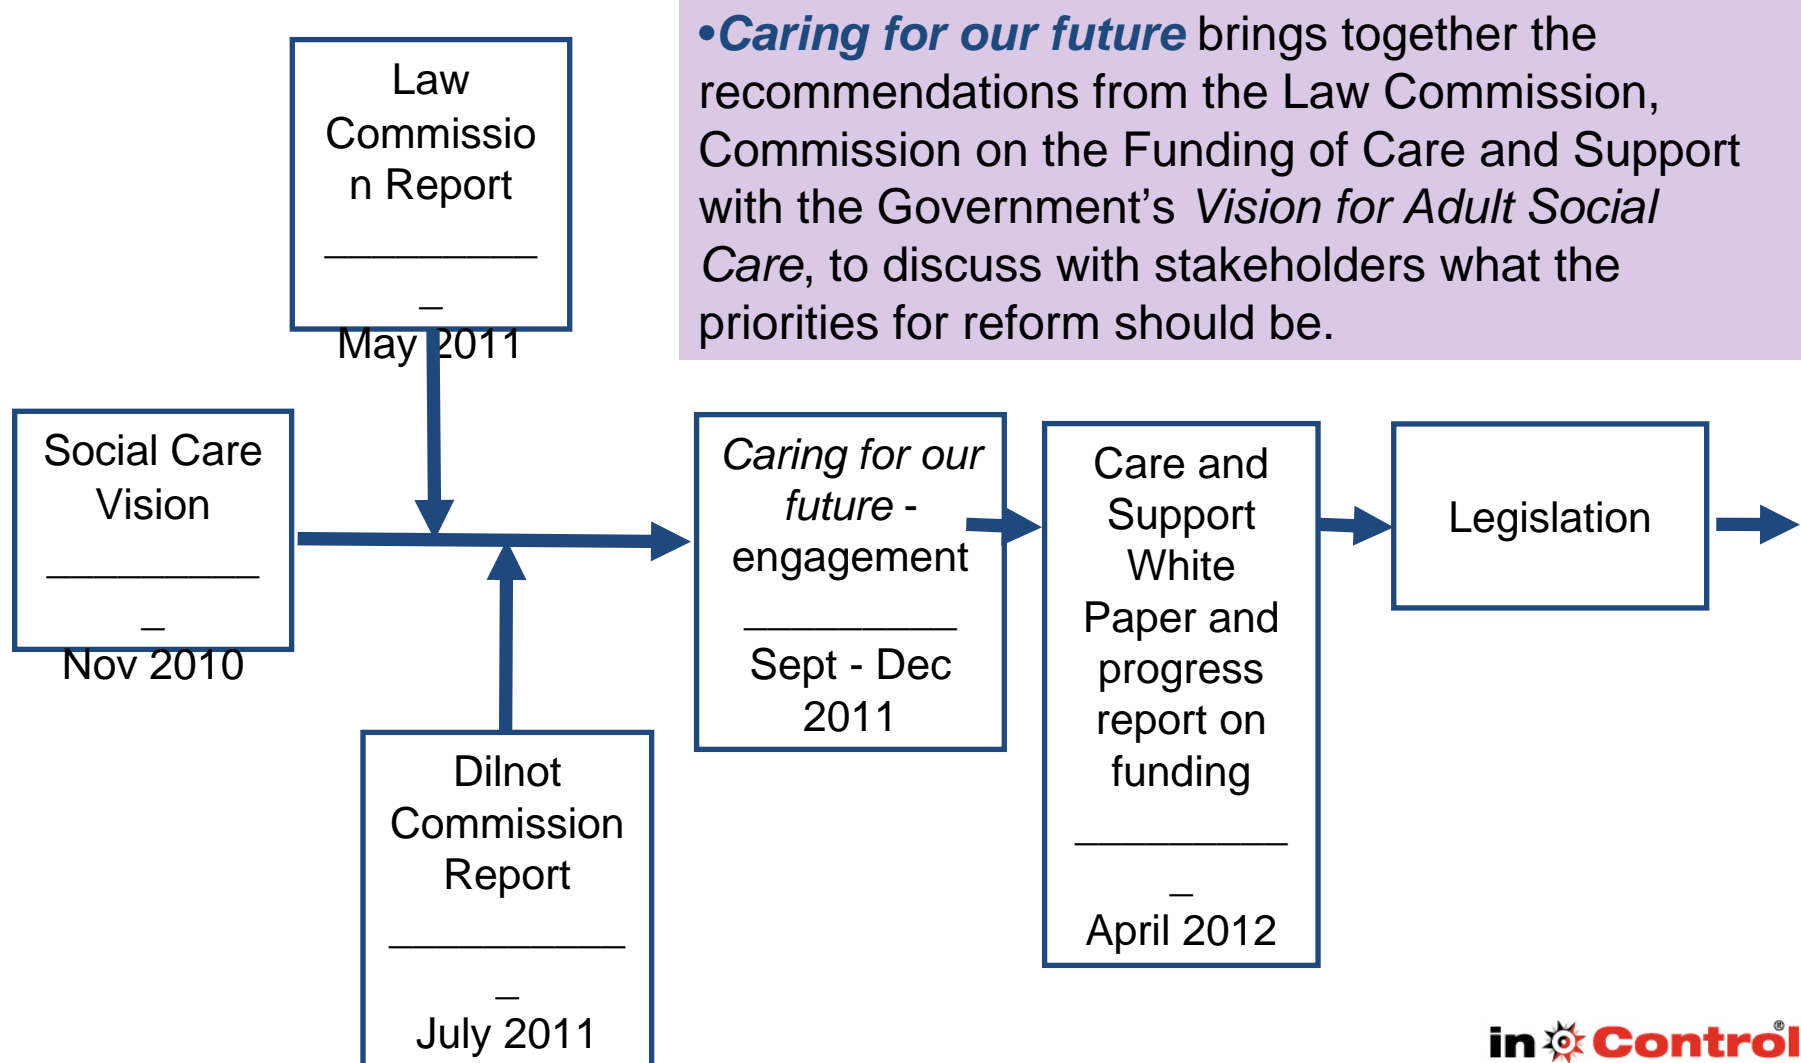 •Caring for our future brings together the
recommendations from the Law Commission,
Commission on the Funding of Care and Support
with the Government’s Vision for Adult Social
Care, to discuss with stakeholders what the
priorities for reform should be.
Law
Commissio
n Report
_________
_
May 2011
Social Care
Vision
_________
_
Nov 2010
Dilnot
Commission
Report
__________
_
July 2011
Caring for our
future -
engagement
_________
Sept - Dec
2011
Care and
Support
White
Paper and
progress
report on
funding
_________
_
April 2012
Legislation
in Control®